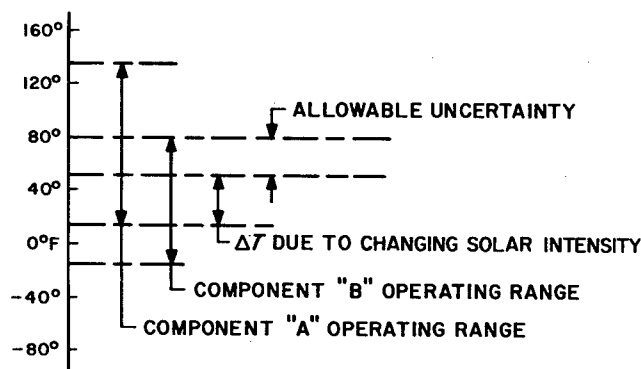 160°
120°
ALLOWABLE UNCERTAINTY
80°
40°
0°F
ΔT DUE TO CHANGING SOLAR INTENSITY
-40°
COMPONENT "B" OPERATING RANGE
COMPONENT "A" OPERATING RANGE
-80°